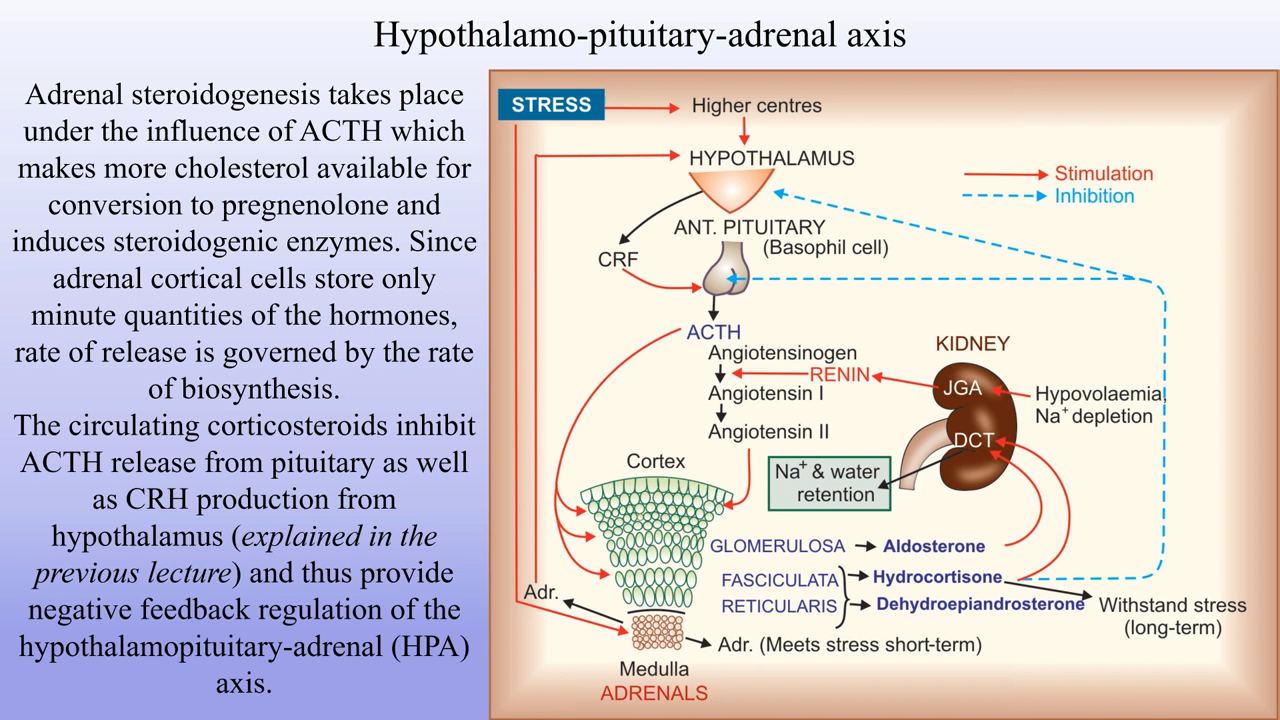 Hypothalamo-pituitary-adrenal axis
Adrenal steroidogenesis takes place
under the influence of ACTH which
makes more cholesterol available for
conversion to pregnenolone and
induces steroidogenic enzymes. Since
adrenal cortical cells store only
minute quantities of the hormones,
rate of release is governed by the rate
of biosynthesis.
The circulating corticosteroids inhibit
ACTH release from pituitary as well
as CRH production from
hypothalamus (explained in the
previous lecture) and thus provide
negative feedback regulation of the
hypothalamopituitary-adrenal (HPA)
axis.
STRESS
Higher centres
HYPOTHALAMUS
Stimulation
Inhibition
ANT. PITUITARY
(Basophil cell)
CRF
ACTH
Angiotensinogen
RENIN
Angiotensin I
Angiotensin II
KIDNEY
JGA
Hypovolaemia,
Na+ depletion
DCT
Na+ & water
retention
Cortex
GLOMERULOSA
Aldosterone
FASCICULATA
Hydrocortisone
RETICULARIS
Dehydroepiandrosterone
Withstand stress
(long-term)
Adr.
Adr. (Meets stress short-term)
Medulla
ADRENALS